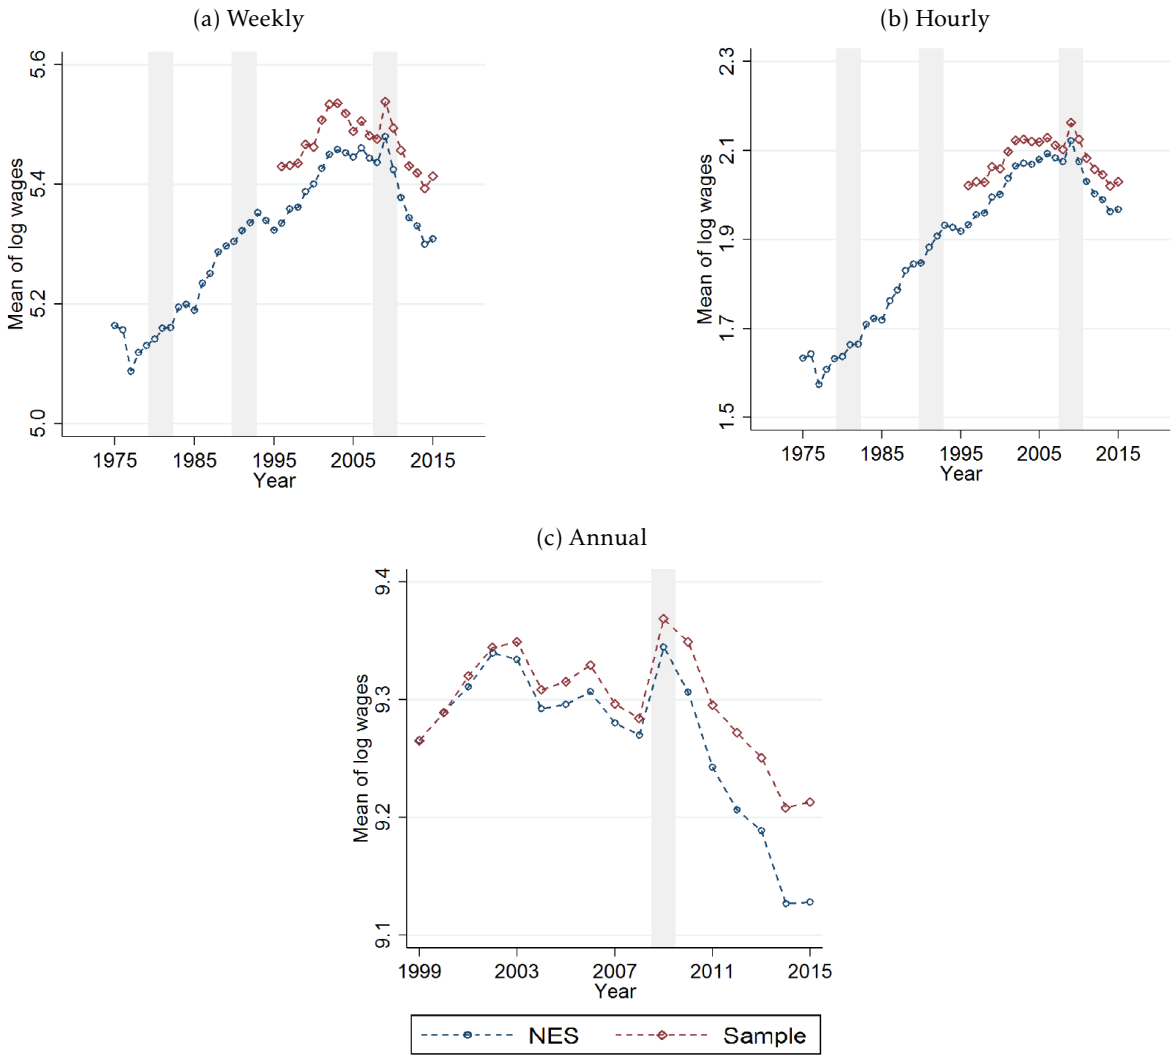 (a) Weekly
Mean of log wages
5.6
5.4
5.2
5.0
1975 1985 1995 2005 2015
Year
(b) Hourly
Mean of log wages
2.3
2.1
1.9
1.7
1.5
1975 1985 1995 2005 2015
Year
(c) Annual
Mean of log wages
9.4
9.3
9.2
9.1
1999 2003 2007 2011 2015
Year
NES Sample